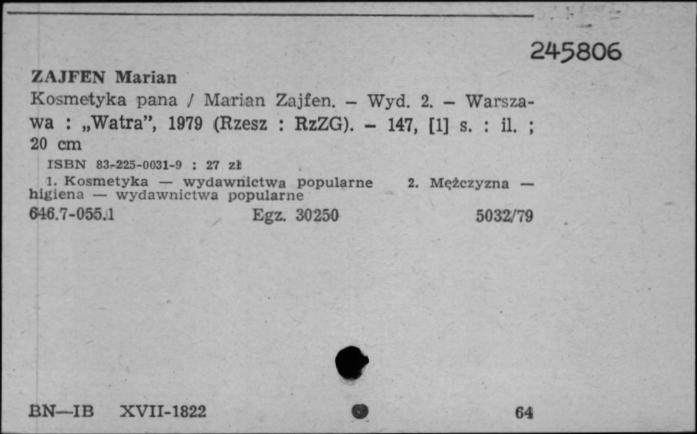 245806
ZAJFEN Marian
Kosmetyka pana / Marian Zajfen. — Wyd. 2. — Warsza-
wa : „Watra”, 1979 (Rzesz : RzZG). — 147, [1] s. : il. ;
20 cm
ISBN 83-225-0031-9 : 27 zł
1. Kosmetyka — wydawnictwa popularne 2. Mężczyzna —
higiena — wydawnictwa popularne
646.7-055.1 Egz. 30250 5032/79
BN—IB XVII-1822 64